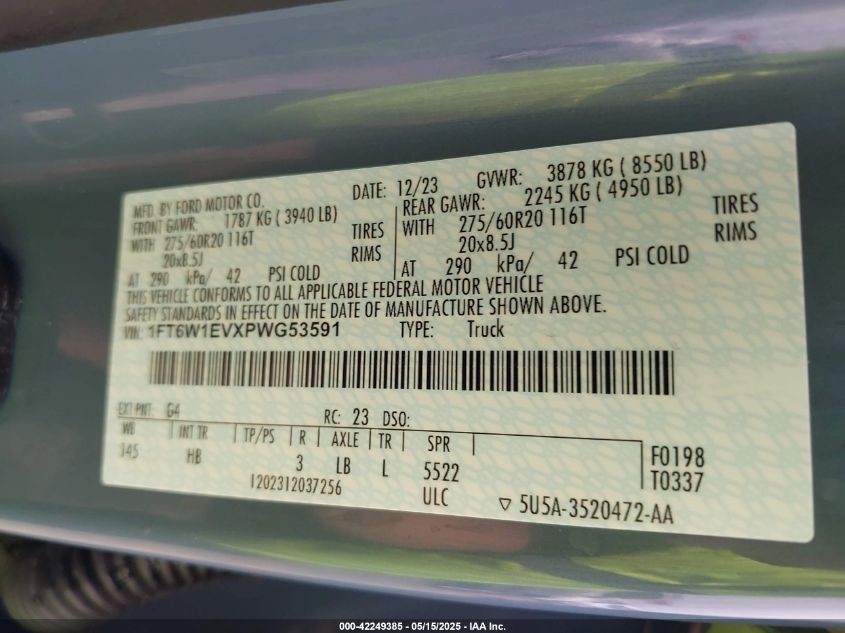 MFD. BY FORD MOTOR CO.
DATE: 12/23 GVWR: 3878 KG ( 8550 LB)
FRONT GAWR: 1787 KG ( 3940 LB)
REAR GAWR: 2245 KG ( 4950 LB)
WITH 275/60R20 116T TIRES
WITH 275/60R20 116T TIRES
20x8.5J RIMS
20x8.5J RIMS
AT 290 kPa/ 42 PSI COLD
AT 290 kPa/ 42 PSI COLD
THIS VEHICLE CONFORMS TO ALL APPLICABLE FEDERAL MOTOR VEHICLE
SAFETY STANDARDS IN EFFECT ON THE DATE OF MANUFACTURE SHOWN ABOVE.
VIN: 1FT6W1EVXPWG53591 TYPE: Truck
EXT PNT: G4 RC: 23 DSO:
WB INT TR TP/PS R AXLE TR SPR
145 HB 3 LB L 5522
F0198
T0337
1202312037256 ULC
5U5A-3520472-AA
000-42249385 - 05/15/2025 - IAA Inc.